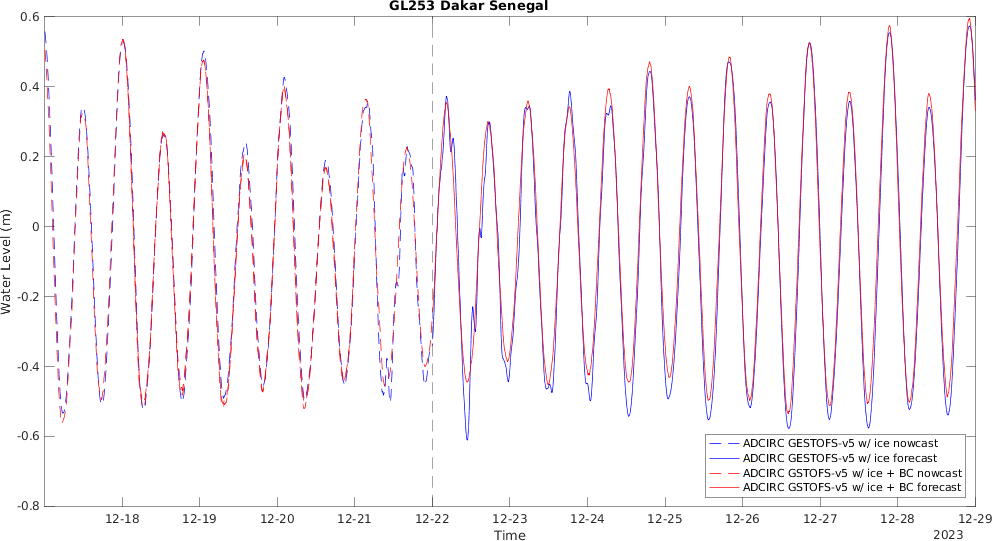 GL253 Dakar Senegal
0.6
0.4
0.2
0
-0.2
-0.4
-0.6
-0.8
Water Level (m)
ADCIRC GESTOFS-v5 w/ ice nowcast
ADCIRC GESTOFS-v5 w/ ice forecast
ADCIRC GSTOFS-v5 w/ ice + BC nowcast
ADCIRC GSTOFS-v5 w/ ice + BC forecast
12-18 12-19 12-20 12-21 12-22 12-23 12-24 12-25 12-26 12-27 12-28 12-29
Time
2023